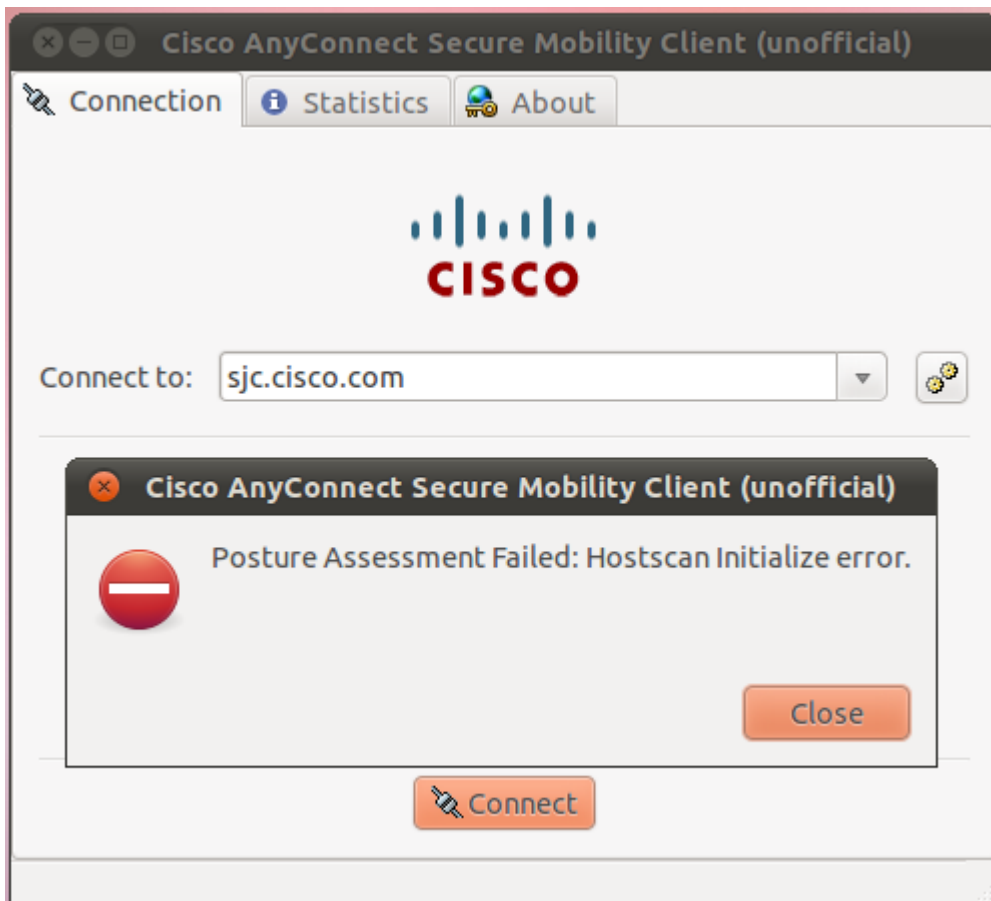 Cisco AnyConnect Secure Mobility Client (unofficial)
Connection Statistics About
CISCO
Connect to: sjc.cisco.com
Cisco AnyConnect Secure Mobility Client (unofficial)
Posture Assessment Failed: Hostscan Initialize error.
Close
Connect